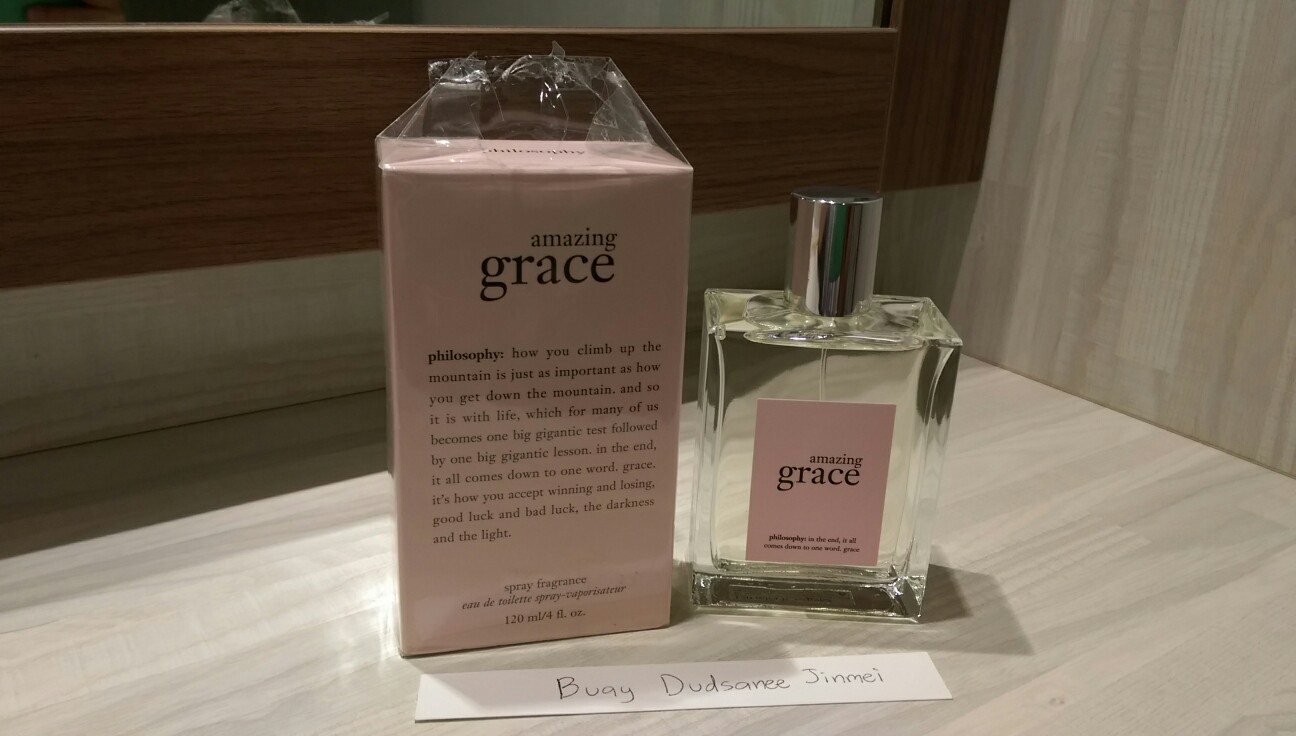 philosophy
amazing
grace
philosophy: how you climb up the
mountain is just as important as how
you get down the mountain. and so
it is with life, which for many of us
becomes one big gigantic test followed
by one big gigantic lesson. in the end,
it all comes down to one word. grace.
it's how you accept winning and losing,
good luck and bad luck, the darkness
and the light.
spray fragrance
eau de toilette spray-vaporisateur
120 ml/4 fl. oz.
amazing
grace
philosophy: in the end, it all
comes down to one word. grace
Buay Dudsanee Jinmei